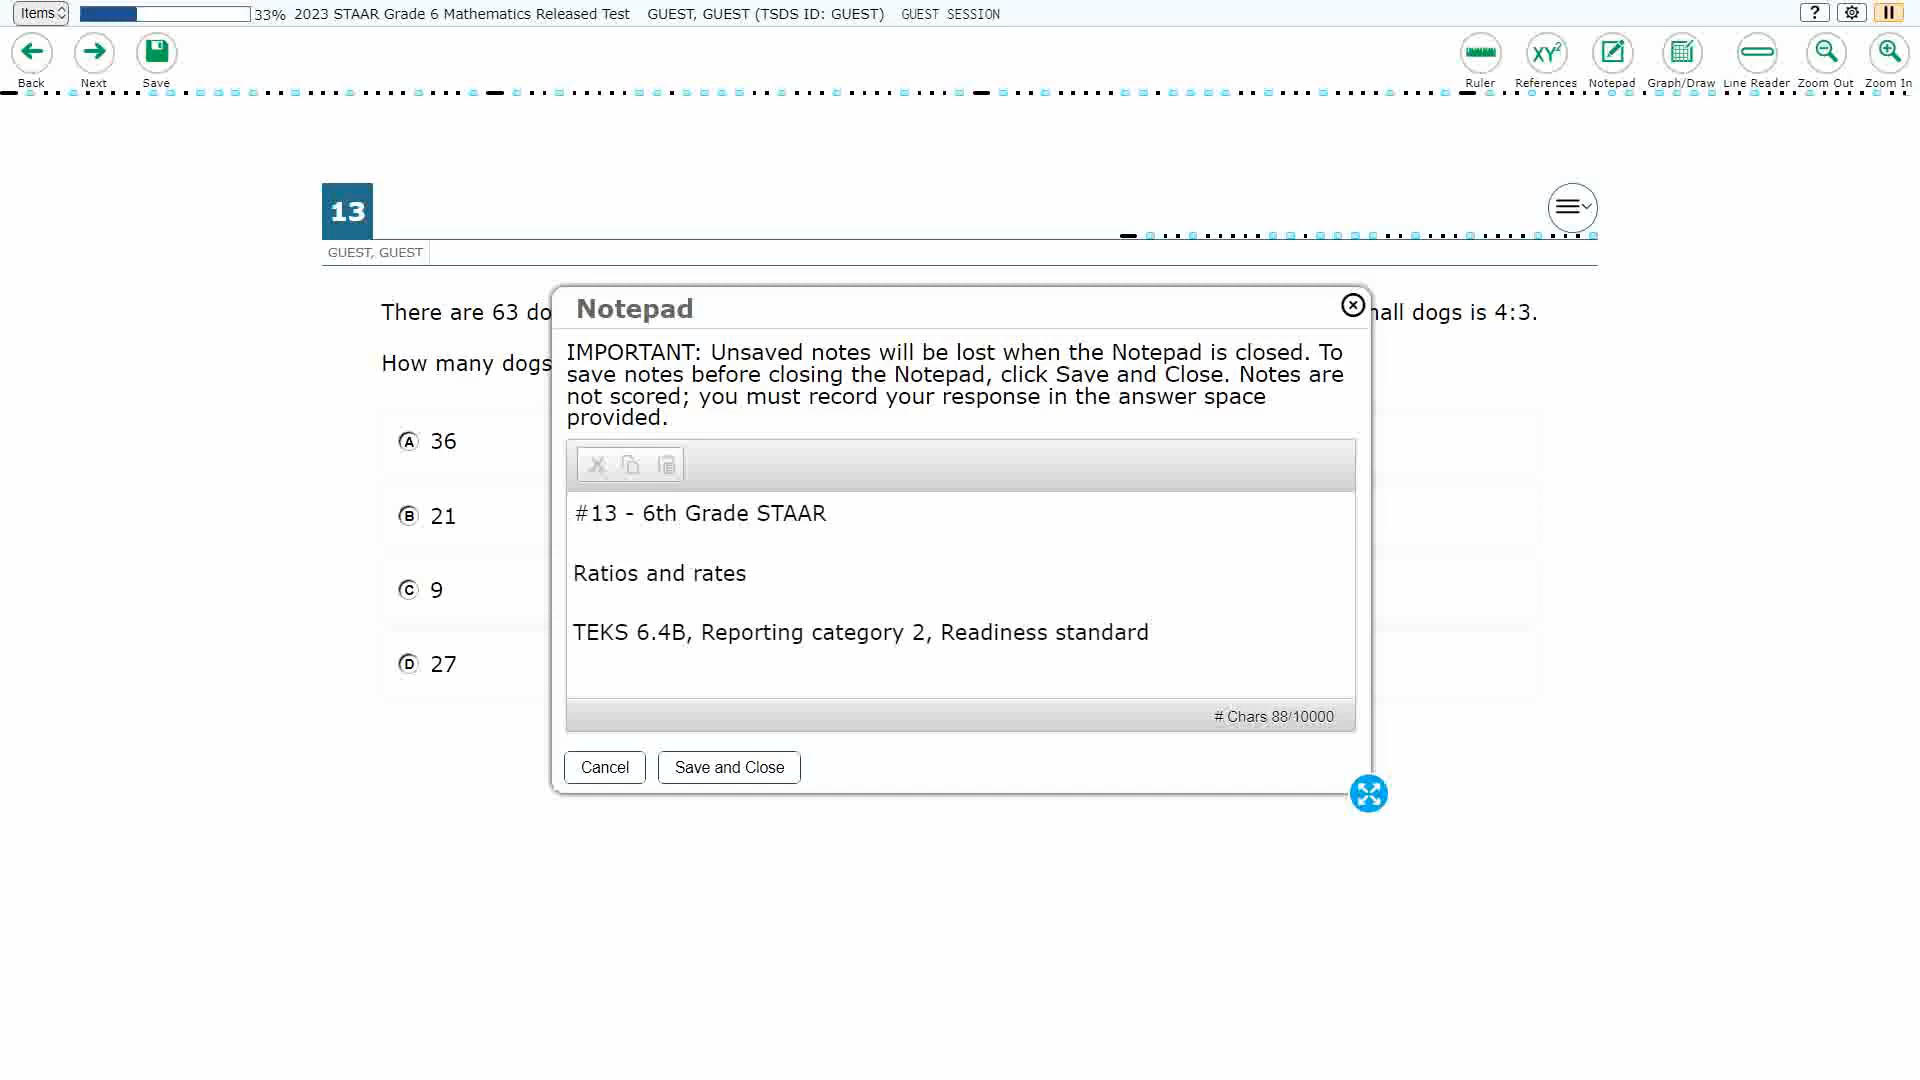 Items 33% 2023 STAAR Grade 6 Mathematics Released Test GUEST, GUEST (TSDS ID: GUEST) GUEST SESSION ?
Back Next Save Ruler XY² References Notepad Graph/Draw Line Reader Zoom Out Zoom In
13
GUEST, GUEST
There are 63 do
all dogs is 4:3.
How many dogs
A 36
B 21
C 9
D 27
Notepad
IMPORTANT: Unsaved notes will be lost when the Notepad is closed. To
save notes before closing the Notepad, click Save and Close. Notes are
not scored; you must record your response in the answer space
provided.
#13 - 6th Grade STAAR
Ratios and rates
TEKS 6.4B, Reporting category 2, Readiness standard
# Chars 88/10000
Cancel Save and Close